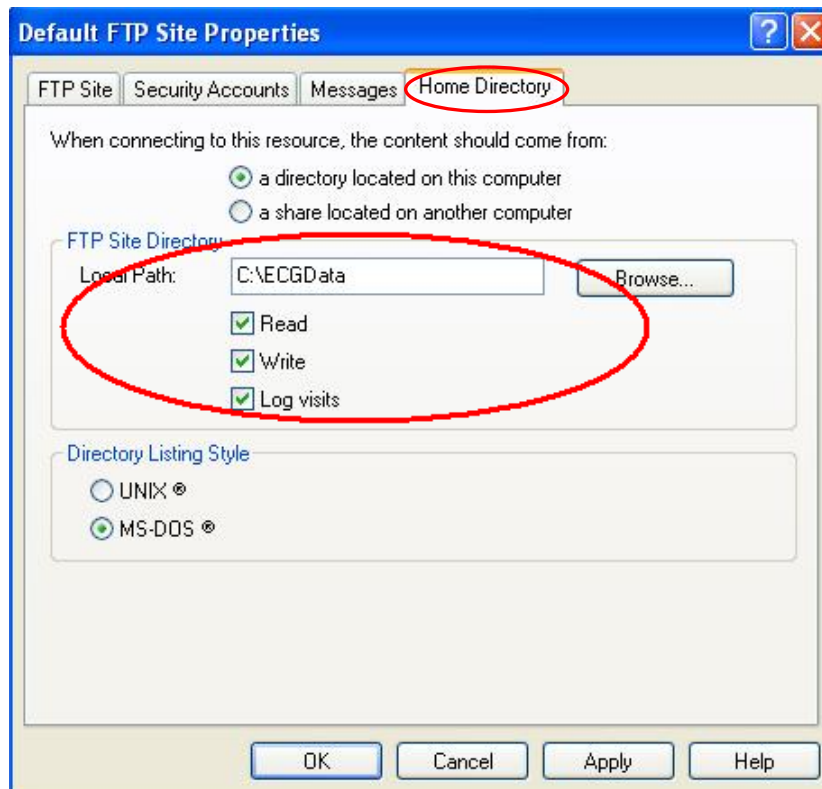 Default FTP Site Properties
FTP Site Security Accounts Messages Home Directory
When connecting to this resource, the content should come from:
a directory located on this computer
a share located on another computer
FTP Site Directory
Local Path: C:\ECGData Browse...
Read
Write
Log visits
Directory Listing Style
UNIX ®
MS-DOS ®
OK Cancel Apply Help